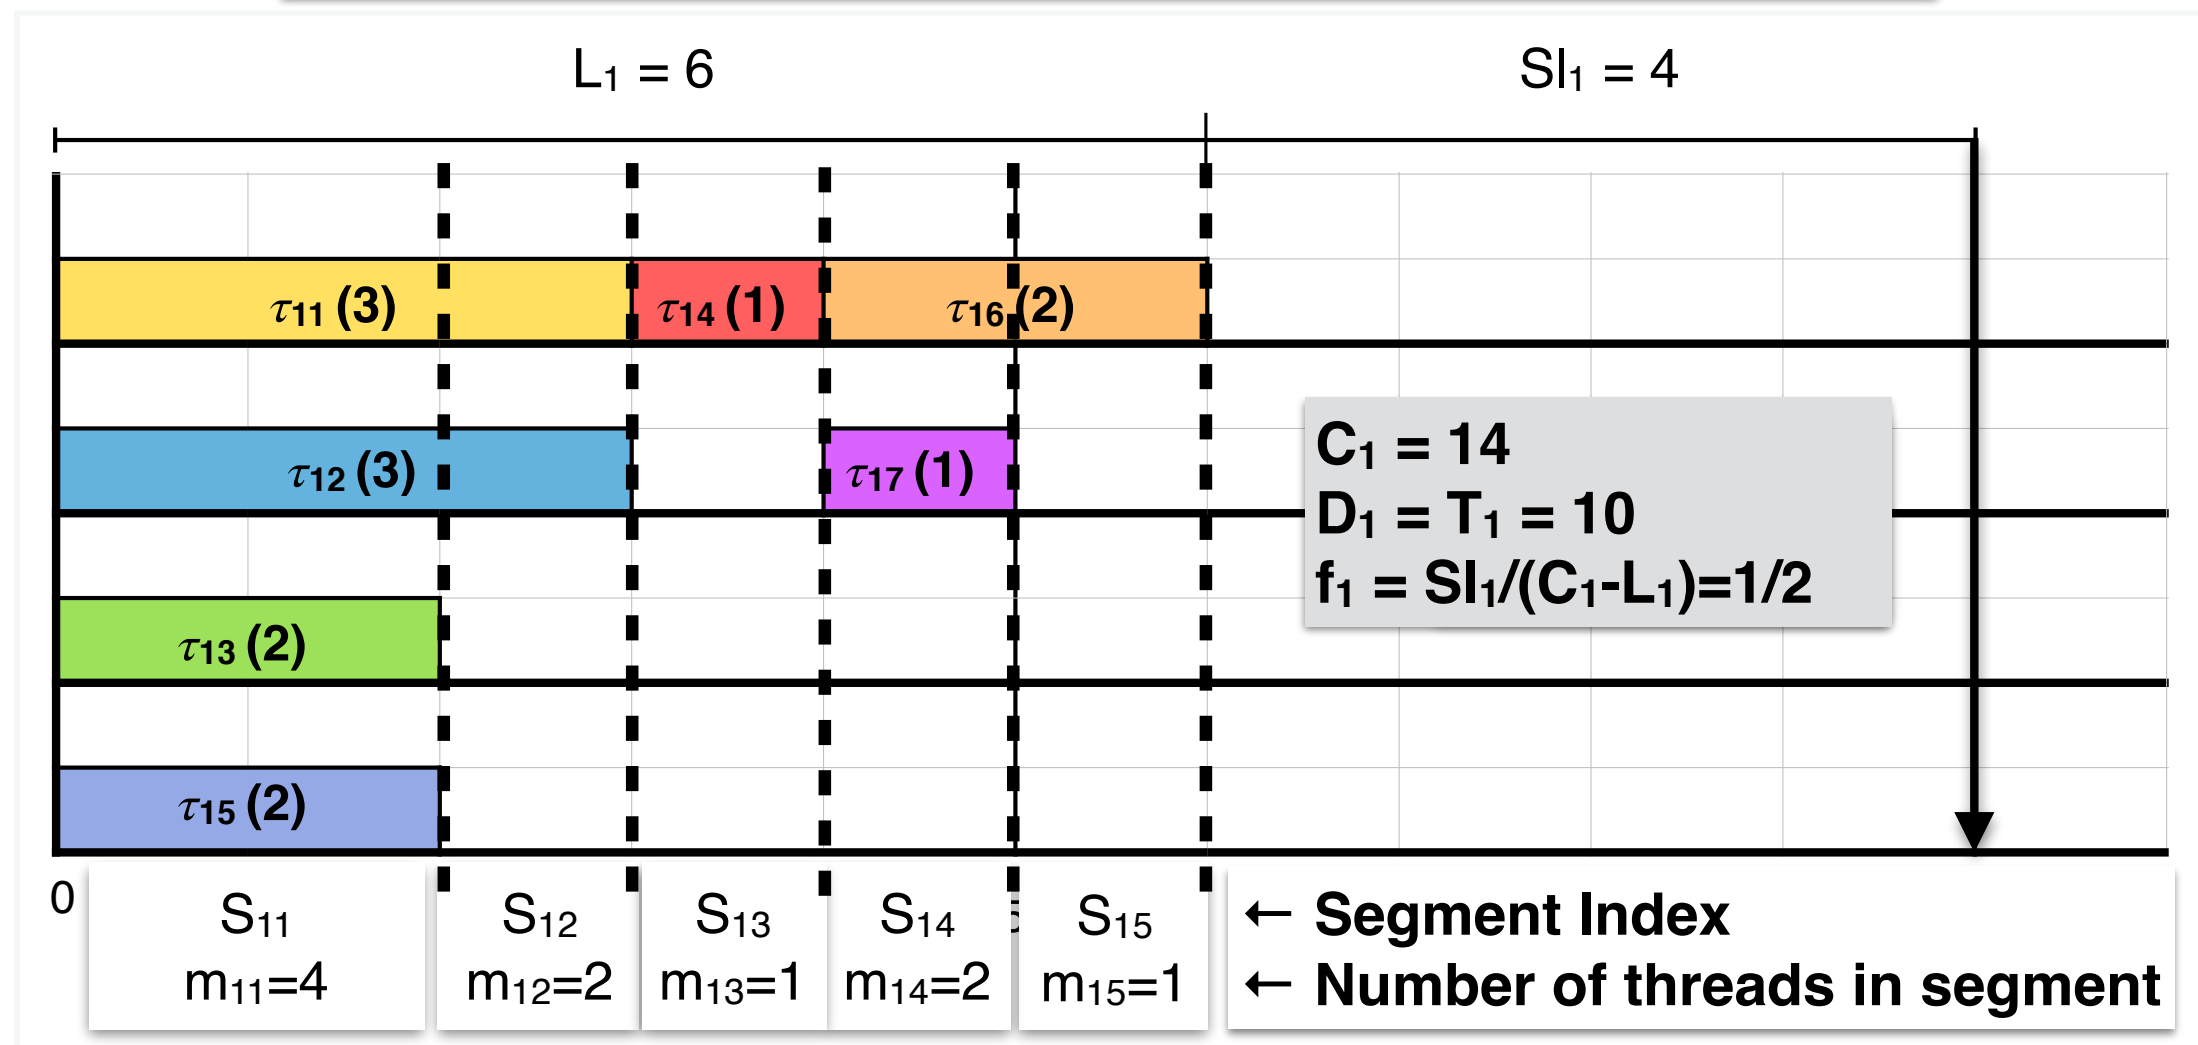 L₁ = 6
SI₁ = 4
τ₁₁ (3)
τ₁₄ (1)
τ₁₆ (2)
τ₁₂ (3)
τ₁₇ (1)
C₁ = 14
D₁ = T₁ = 10
f₁ = SI₁/(C₁-L₁)=1/2
τ₁₃ (2)
τ₁₅ (2)
0
S₁₁
S₁₂
S₁₃
S₁₄
S₁₅
← Segment Index
m₁₁=4
m₁₂=2
m₁₃=1
m₁₄=2
m₁₅=1
← Number of threads in segment